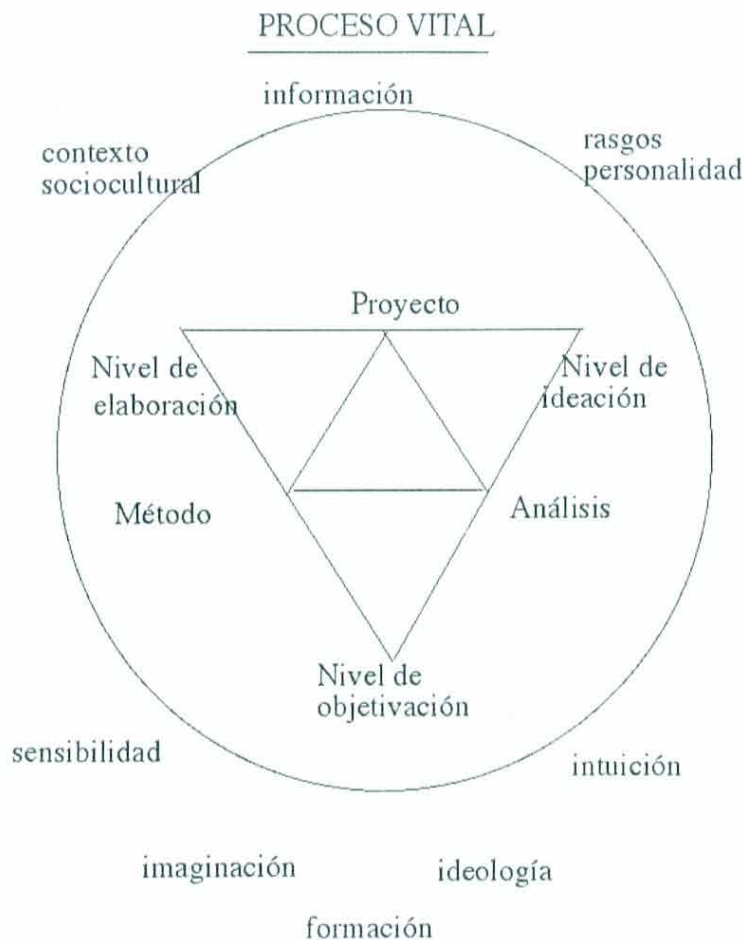 PROCESO VITAL
información
contexto
sociocultural
rasgos
personalidad
Proyecto
Nivel de
elaboración
Nivel de
ideación
Método
Análisis
Nivel de
objetivación
sensibilidad
intuición
imaginación
ideología
formación